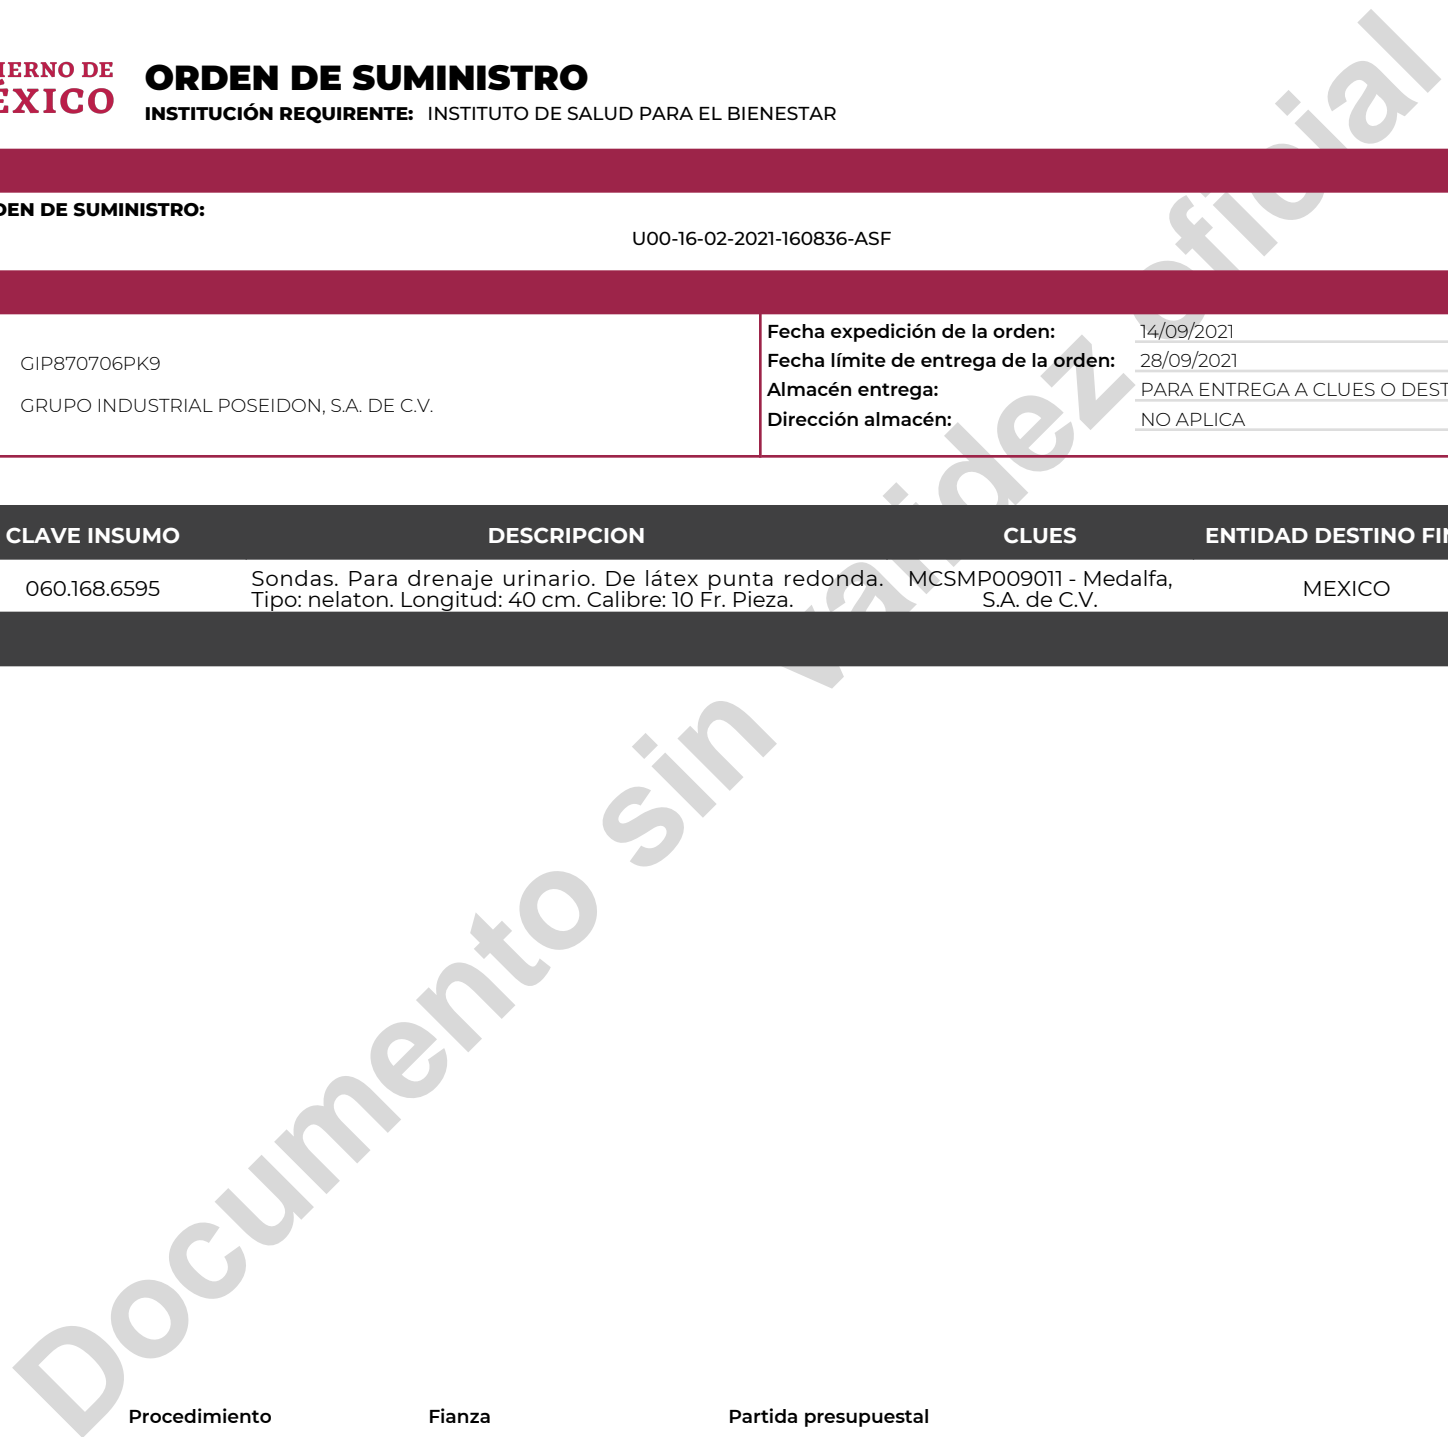 IERNO DE
ÉXICO
ORDEN DE SUMINISTRO
INSTITUCIÓN REQUIRENTE: INSTITUTO DE SALUD PARA EL BIENESTAR
DEN DE SUMINISTRO:
U00-16-02-2021-160836-ASF
GIP870706PK9
GRUPO INDUSTRIAL POSEIDON, S.A. DE C.V.
Fecha expedición de la orden: 14/09/2021
Fecha límite de entrega de la orden: 28/09/2021
Almacén entrega: PARA ENTREGA A CLUES O DEST
Dirección almacén: NO APLICA
CLAVE INSUMO DESCRIPCION CLUES ENTIDAD DESTINO FIN
060.168.6595 Sondas. Para drenaje urinario. De látex punta redonda. MCSMP009011 - Medalfa, MEXICO
Tipo: nelaton. Longitud: 40 cm. Calibre: 10 Fr. Pieza. S.A. de C.V.
Documento sin validez oficial
Procedimiento Fianza Partida presupuestal